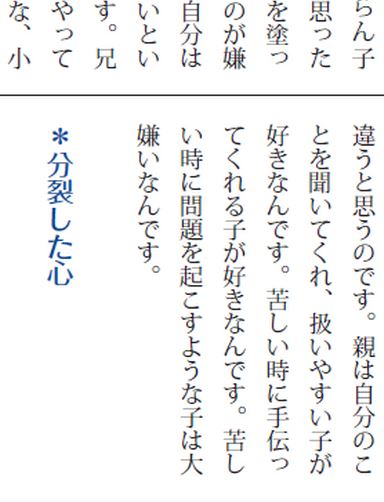 らん子
思った
を塗っ
のが嫌
自分は
いとい
す。兄
やって
な、小
違うと思うのです。親は自分のこ
とを聞いてくれ、扱いやすい子が
好きなんです。苦しい時に手伝っ
てくれる子が好きなんです。苦し
い時に問題を起こすような子は大
嫌いなんです。
＊分裂した心